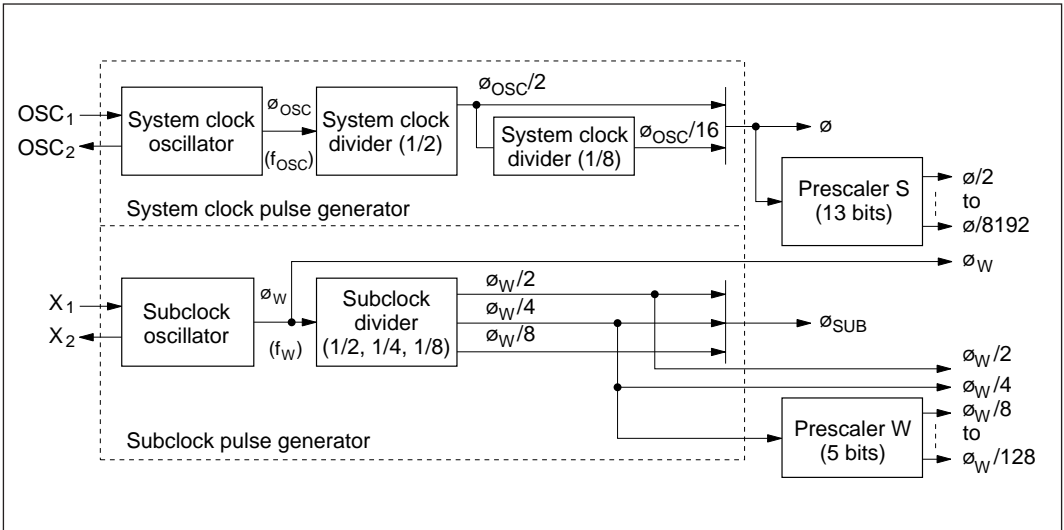 OSC1
OSC2
System clock
oscillator
øOSC
(fOSC)
System clock
divider (1/2)
øOSC/2
System clock
divider (1/8)
øOSC/16
ø
Prescaler S
(13 bits)
ø/2
to
ø/8192
System clock pulse generator
øW
X1
X2
Subclock
oscillator
øW
(fW)
Subclock
divider
(1/2, 1/4, 1/8)
øW/2
øW/4
øW/8
øSUB
øW/2
øW/4
Prescaler W
(5 bits)
øW/8
to
øW/128
Subclock pulse generator